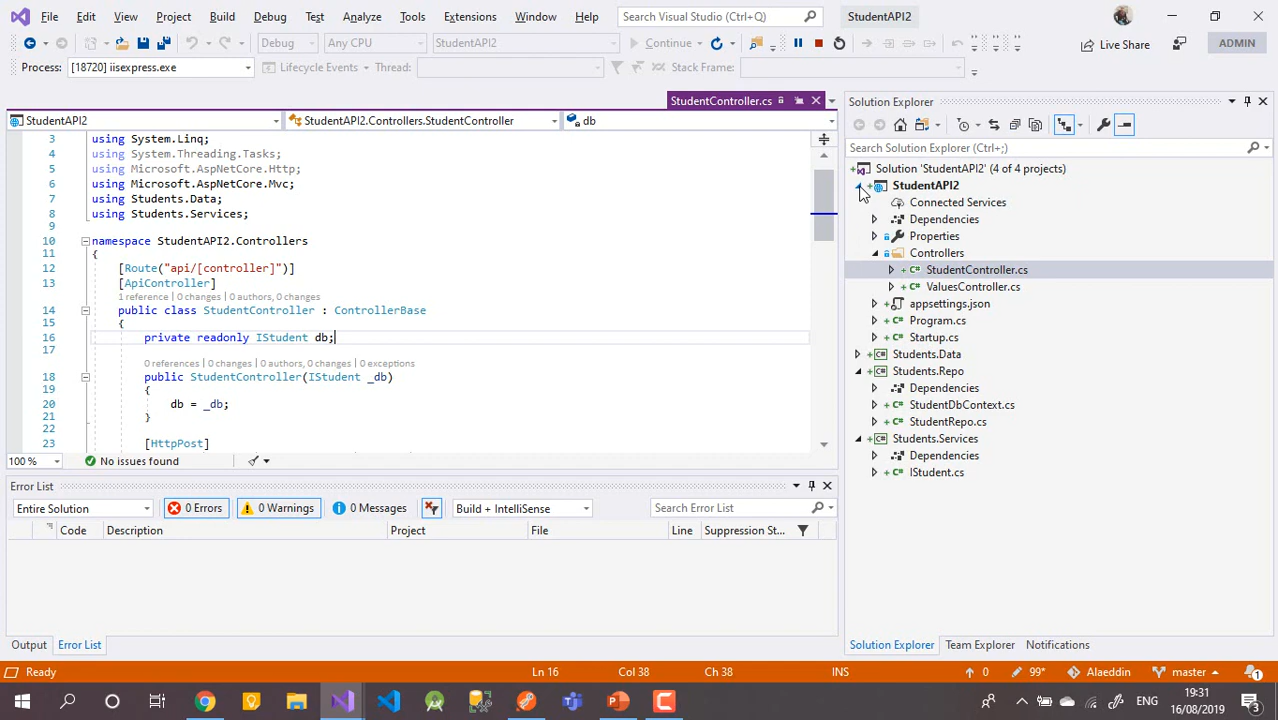 File Edit View Project Build Debug Test Analyze Tools Extensions Window Help Search Visual Studio (Ctrl+Q) StudentAPI2
Debug Any CPU StudentAPI2 Continue Live Share ADMIN
Process: [18720] iisexpress.exe Lifecycle Events Thread: Stack Frame:
StudentController.cs
StudentAPI2 StudentAPI2.Controllers.StudentController db
3 using System.Linq;
4 using System.Threading.Tasks;
5 using Microsoft.AspNetCore.Http;
6 using Microsoft.AspNetCore.Mvc;
7 using Students.Data;
8 using Students.Services;
9
10 namespace StudentAPI2.Controllers
11 {
12 [Route("api/[controller]")]
13 [ApiController]
1 reference | 0 changes | 0 authors, 0 changes
14 public class StudentController : ControllerBase
15 {
16 private readonly IStudent db;
17
0 references | 0 changes | 0 authors, 0 changes | 0 exceptions
18 public StudentController(IStudent _db)
19 {
20 db = _db;
21 }
22
23 [HttpPost]
100 % No issues found
Error List
Entire Solution 0 Errors 0 Warnings 0 Messages Build + IntelliSense Search Error List
Code Description Project File Line Suppression St...
Output Error List
Solution Explorer
Search Solution Explorer (Ctrl+;)
Solution 'StudentAPI2' (4 of 4 projects)
StudentAPI2
Connected Services
Dependencies
Properties
Controllers
StudentController.cs
ValuesController.cs
appsettings.json
Program.cs
Startup.cs
Students.Data
Students.Repo
Dependencies
StudentDbContext.cs
StudentRepo.cs
Students.Services
Dependencies
IStudent.cs
Solution Explorer Team Explorer Notifications
Ready Ln 16 Col 38 Ch 38 INS 0 99* Alaeddin master 1
ENG 19:31 16/08/2019 3